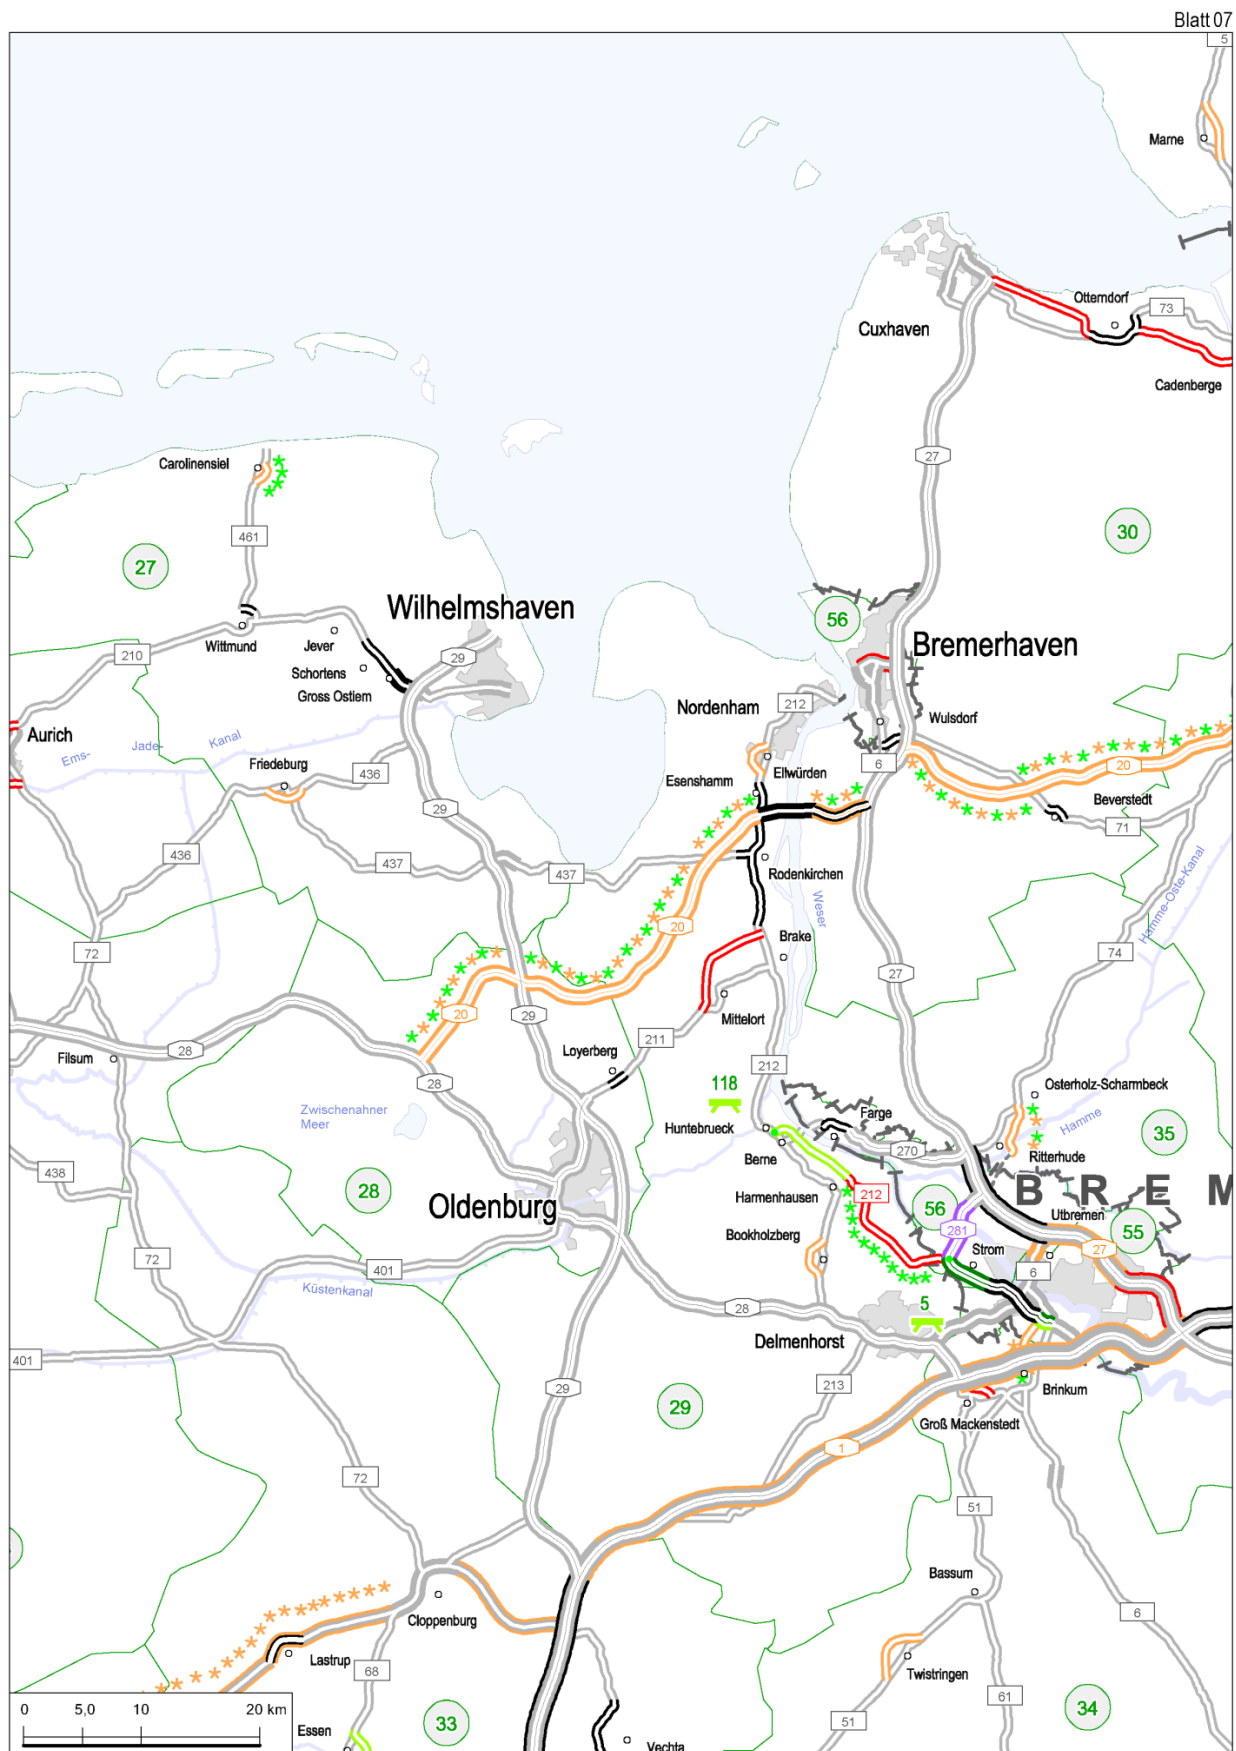 Blatt 07
5
Marne
Otterndorf
73
Cuxhaven
Cadenberge
27
Carolinensiel
461
30
27
Wilhelmshaven
56
Wittmund
Jever
Bremerhaven
210
29
Schortens
Gross Ostiem
212
Nordenham
Wulsdorf
Aurich
Ems-
Jade-
Kanal
Friedeburg
436
6
20
Esenshamm
Ellwürden
Beverstedt
29
71
436
437
437
Rodenkirchen
Weser
Hamme-Oste-Kanal
20
Brake
72
74
27
20
29
Mittelort
28
211
Filsum
Loyerberg
212
28
118
Osterholz-Scharmbeck
Zwischenahner
Meer
Farge
Hamme
Huntebrueck
35
Berne
270
Ritterhude
438
28
Harmenhausen
212
B R E M
Oldenburg
56
Utbremen
55
281
Bookholzberg
Strom
27
72
401
6
Küstenkanal
28
5
Delmenhorst
401
213
29
Brinkum
29
Groß Mackenstedt
1
72
51
Bassum
Cloppenburg
6
Lastrup
Twistringen
68
61
0
5,0
10
20 km
34
Essen
33
51
Vechta